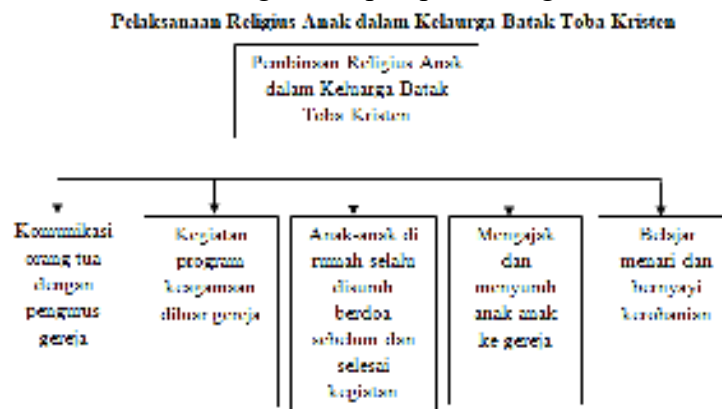 Pelaksanaan Religius Anak dalam Kelaurga Batak Toba Kristen
Pembinaan Religius Anak
dalam Keluarga Batak
Toba Kristen
Komunikasi
orang tua
dengan
pengurus
gereja
Kegiatan
program
keagamaan
diluar gereja
Anak-anak di
rumah selalu
disuruh
berdoa
sebelum dan
selesai
kegiatan
Mengajak
dan
menyuruh
anak anak
ke gereja
Belajar
menari dan
bernyayi
kerohanian